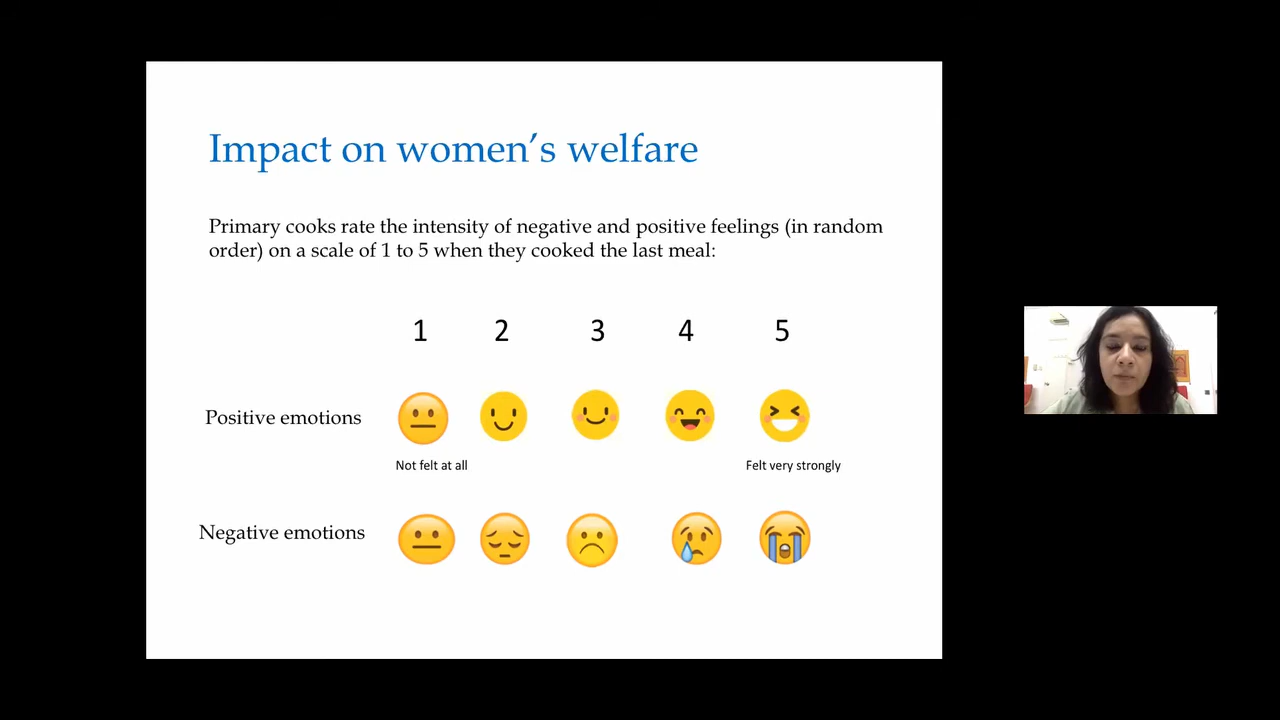 Impact on women’s welfare
Primary cooks rate the intensity of negative and positive feelings (in random
order) on a scale of 1 to 5 when they cooked the last meal:
1 2 3 4 5
Positive emotions
Not felt at all Felt very strongly
Negative emotions